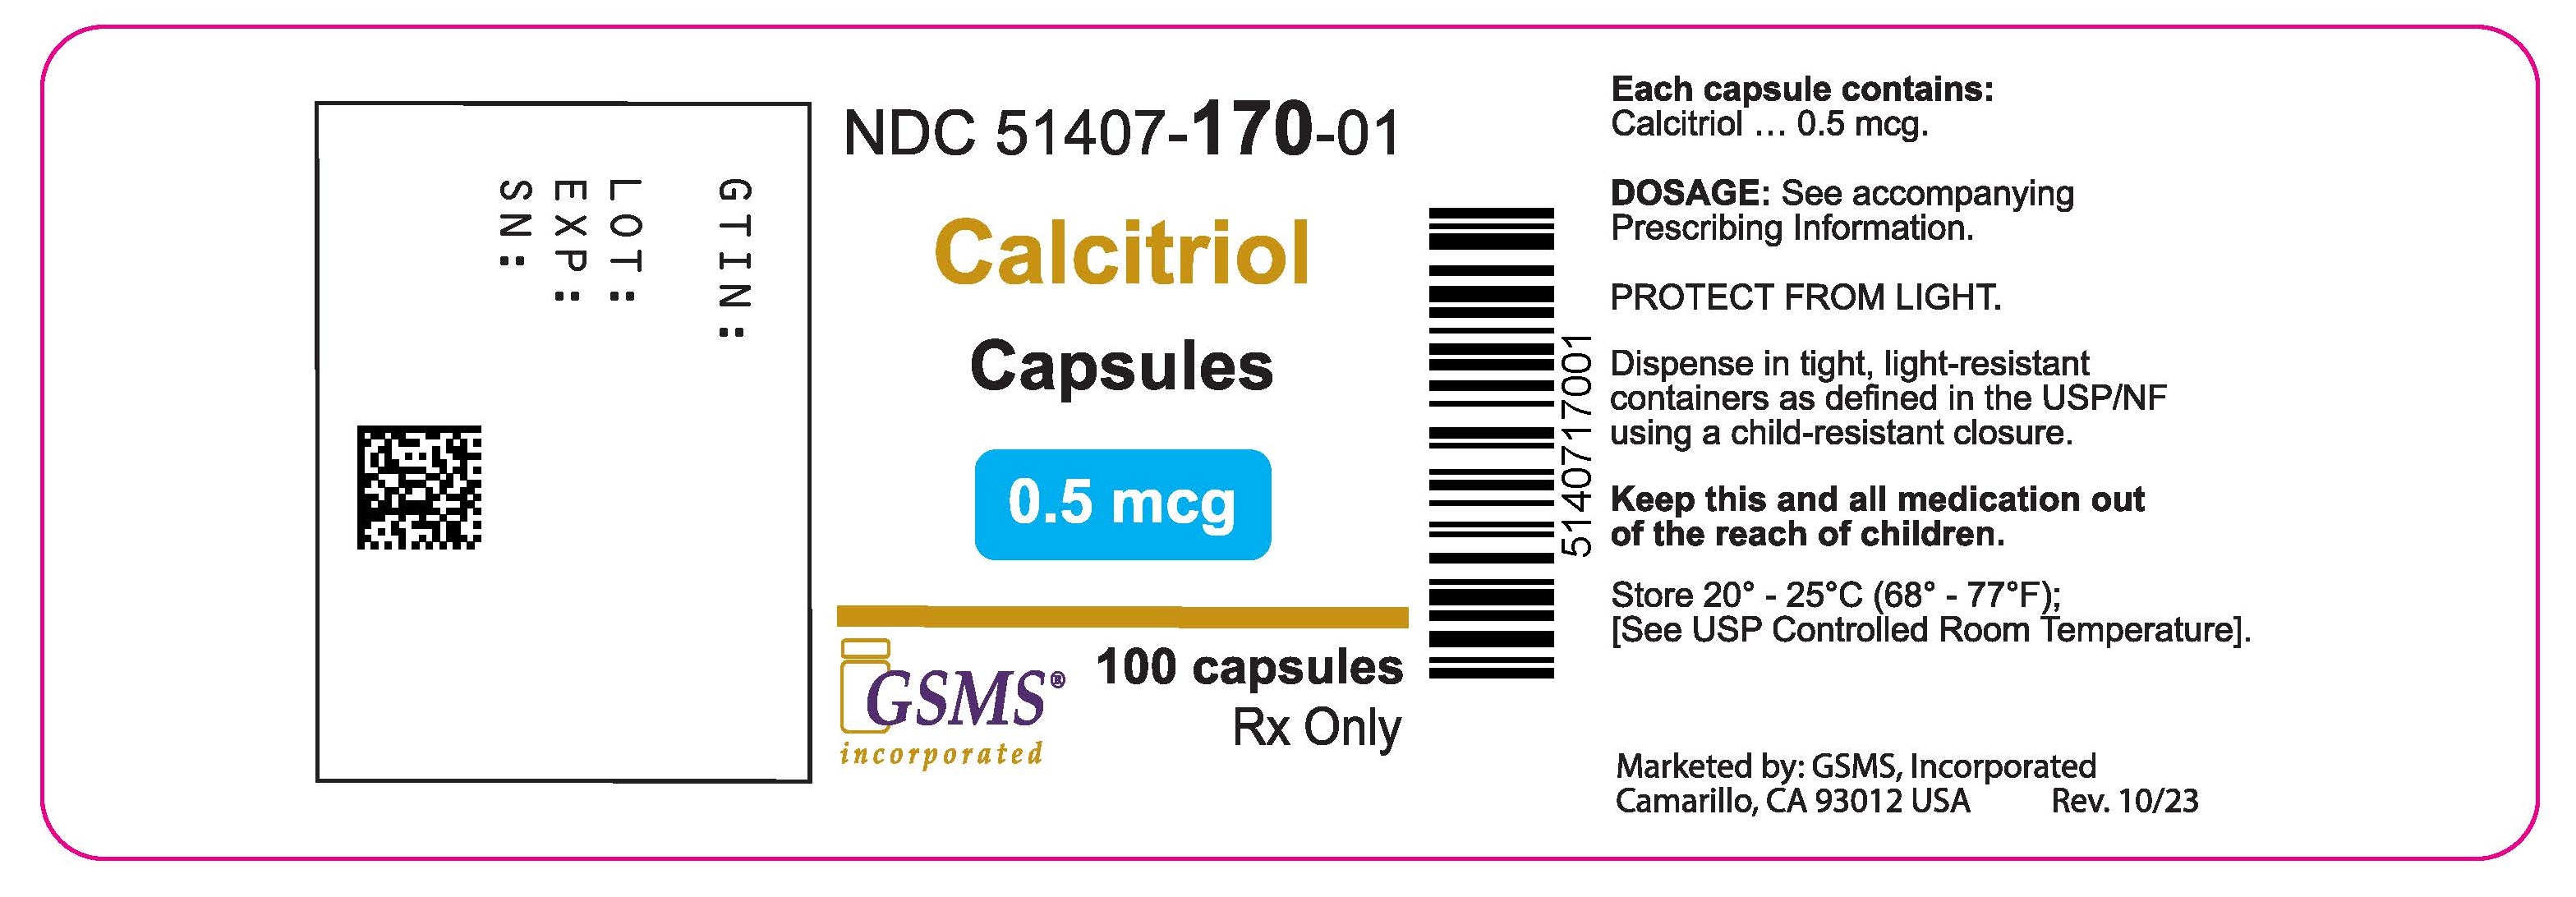 GTIN:
LOT:
EXP:
SN:
NDC 51407-170-01
Calcitriol
Capsules
0.5 mcg
GSMS®
incorporated
100 capsules
Rx Only
5140717001
Each capsule contains:
Calcitriol ... 0.5 mcg.
DOSAGE: See accompanying
Prescribing Information.
PROTECT FROM LIGHT.
Dispense in tight, light-resistant
containers as defined in the USP/NF
using a child-resistant closure.
Keep this and all medication out
of the reach of children.
Store 20° - 25°C (68° - 77°F);
[See USP Controlled Room Temperature].
Marketed by: GSMS, Incorporated
Camarillo, CA 93012 USA Rev. 10/23